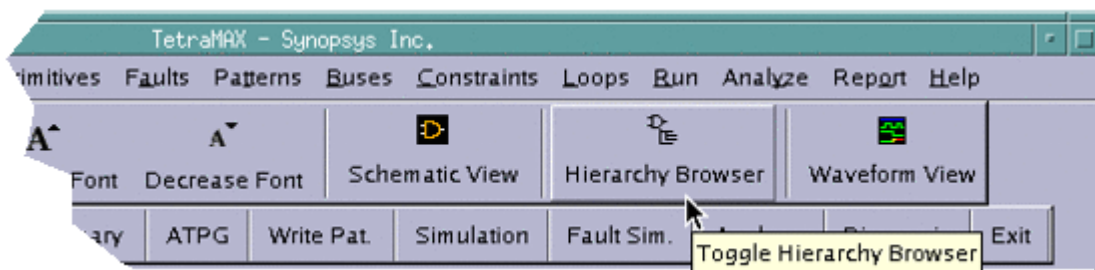 TetraMAX - Synopsys Inc.
Faults Patterns Buses Constraints Loops Run Analyze Report Help
A A
Font Decrease Font Schematic View Hierarchy Browser Waveform View
ATPG Write Pat. Simulation Fault Sim. Exit
Toggle Hierarchy Browser